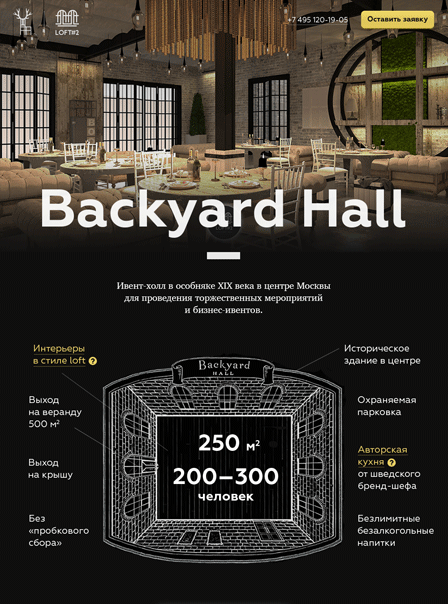 LOFT#2
+7 495 120-19-05
Оставить заявку
Backyard Hall
Ивент-холл в особняке XIX века в центре Москвы
для проведения торжественных мероприятий
и бизнес-ивентов.
Интерьеры
в стиле loft ?
Историческое
здание в центре
Backyard
HALL
Выход
на веранду
500 м²
Охраняемая
парковка
250 м²
200–300
человек
Выход
на крышу
Авторская
кухня ?
от шведского
бренд-шефа
Без
«пробкового
сбора»
Безлимитные
безалкогольные
напитки